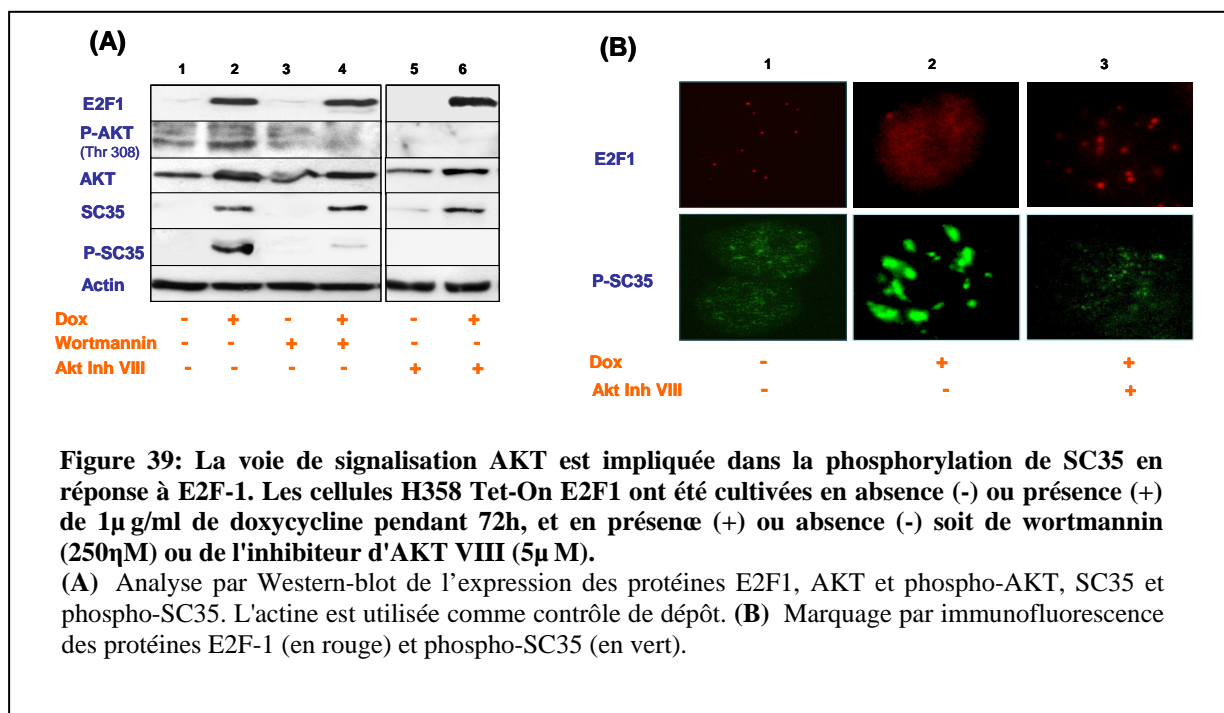 (A)
1 2 3 4 5 6
E2F1
P-AKT
(Thr 308)
AKT
SC35
P-SC35
Actin
Dox - + - + - +
Wortmannin - - + + - -
Akt Inh VIII - - - - + +
(B)
1 2 3
E2F1
P-SC35
Dox - + +
Akt Inh VIII - - +
Figure 39: La voie de signalisation AKT est impliquée dans la phosphorylation de SC35 en
réponse à E2F-1. Les cellules H358 Tet-On E2F1 ont été cultivées en absence (-) ou présence (+)
de 1µg/ml de doxycycline pendant 72h, et en présence (+) ou absence (-) soit de wortmannin
(250ηM) ou de l'inhibiteur d'AKT VIII (5µM).
(A) Analyse par Western-blot de l’expression des protéines E2F1, AKT et phospho-AKT, SC35 et
phospho-SC35. L'actine est utilisée comme contrôle de dépôt. (B) Marquage par immunofluorescence
des protéines E2F-1 (en rouge) et phospho-SC35 (en vert).